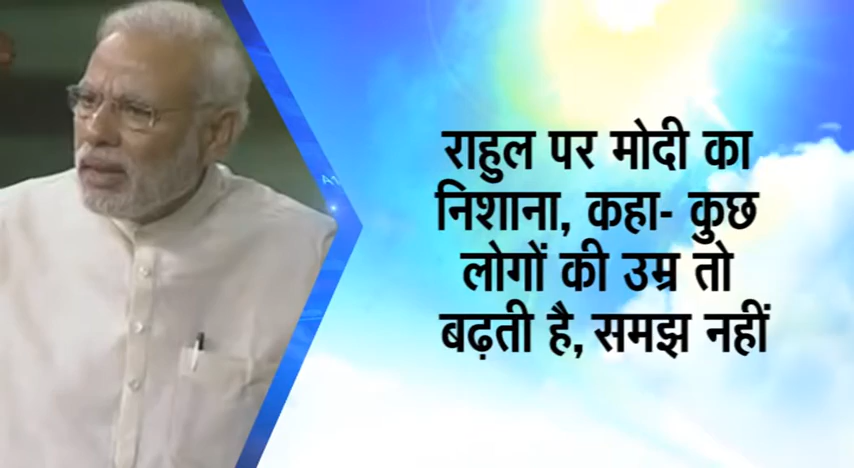 राहुल पर मोदी का
निशाना, कहा- कुछ
लोगों की उम्र तो
बढ़ती है, समझ नहीं